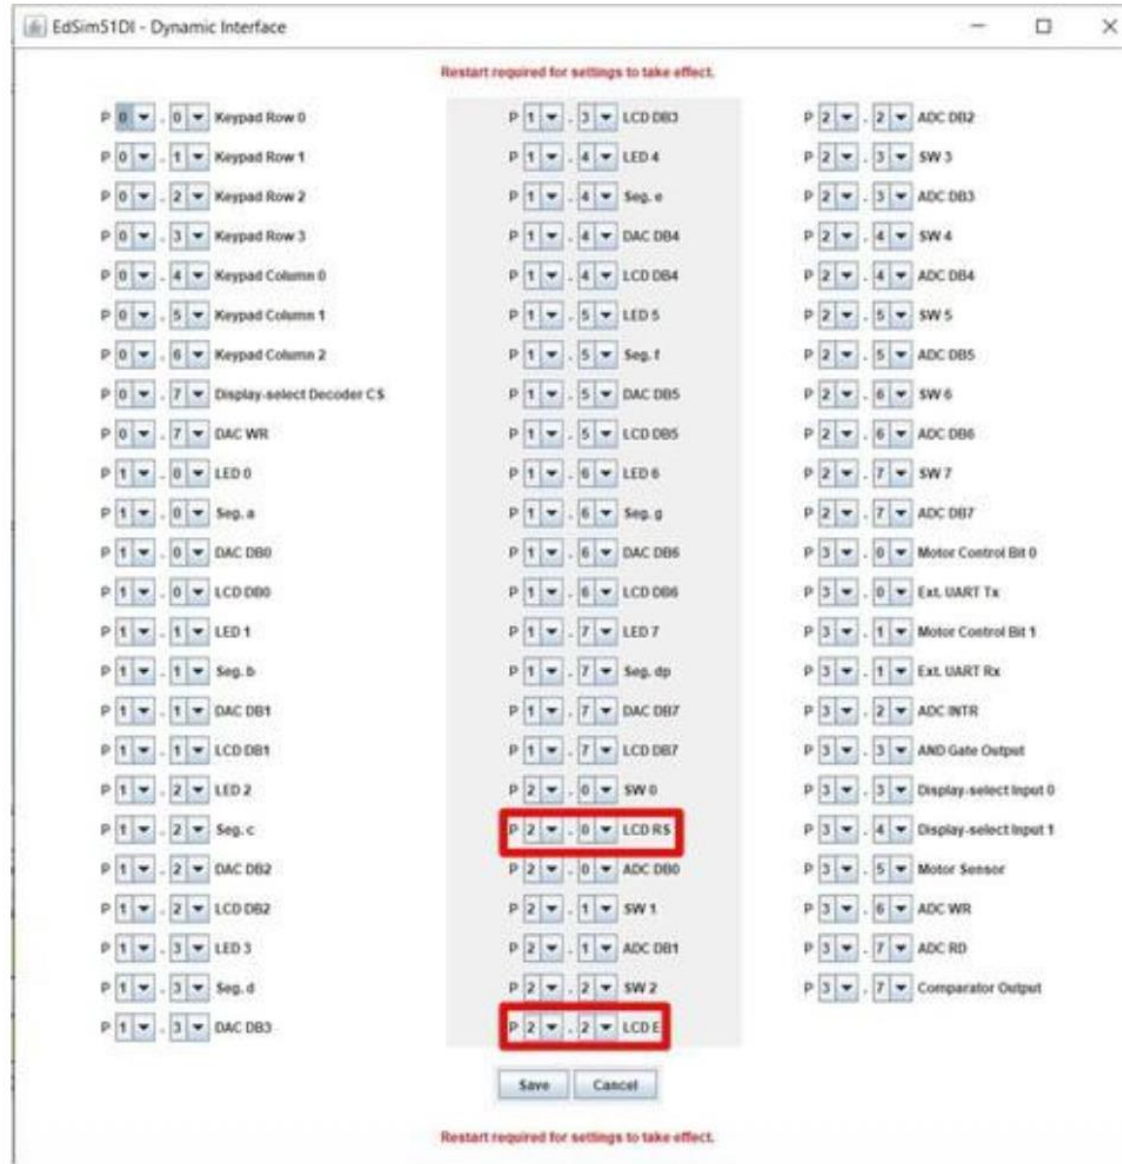 EdSim51DI - Dynamic Interface
Restart required for settings to take effect.
P 0 . 0 Keypad Row 0
P 0 . 1 Keypad Row 1
P 0 . 2 Keypad Row 2
P 0 . 3 Keypad Row 3
P 0 . 4 Keypad Column 0
P 0 . 5 Keypad Column 1
P 0 . 6 Keypad Column 2
P 0 . 7 Display-select Decoder CS
P 0 . 7 DAC WR
P 1 . 0 LED 0
P 1 . 0 Seg. a
P 1 . 0 DAC DB0
P 1 . 0 LCD DB0
P 1 . 1 LED 1
P 1 . 1 Seg. b
P 1 . 1 DAC DB1
P 1 . 1 LCD DB1
P 1 . 2 LED 2
P 1 . 2 Seg. c
P 1 . 2 DAC DB2
P 1 . 2 LCD DB2
P 1 . 3 LED 3
P 1 . 3 Seg. d
P 1 . 3 DAC DB3
P 1 . 3 LCD DB3
P 1 . 4 LED 4
P 1 . 4 Seg. e
P 1 . 4 DAC DB4
P 1 . 4 LCD DB4
P 1 . 5 LED 5
P 1 . 5 Seg. f
P 1 . 5 DAC DB5
P 1 . 5 LCD DB5
P 1 . 6 LED 6
P 1 . 6 Seg. g
P 1 . 6 DAC DB6
P 1 . 6 LCD DB6
P 1 . 7 LED 7
P 1 . 7 Seg. dp
P 1 . 7 DAC DB7
P 1 . 7 LCD DB7
P 2 . 0 SW 0
P 2 . 0 LCD RS
P 2 . 0 ADC DB0
P 2 . 1 SW 1
P 2 . 1 ADC DB1
P 2 . 2 SW 2
P 2 . 2 LCD E
P 2 . 2 ADC DB2
P 2 . 3 SW 3
P 2 . 3 ADC DB3
P 2 . 4 SW 4
P 2 . 4 ADC DB4
P 2 . 5 SW 5
P 2 . 5 ADC DB5
P 2 . 6 SW 6
P 2 . 6 ADC DB6
P 2 . 7 SW 7
P 2 . 7 ADC DB7
P 3 . 0 Motor Control Bit 0
P 3 . 0 Ext. UART Tx
P 3 . 1 Motor Control Bit 1
P 3 . 1 Ext. UART Rx
P 3 . 2 ADC INTR
P 3 . 3 AND Gate Output
P 3 . 3 Display-select Input 0
P 3 . 4 Display-select Input 1
P 3 . 5 Motor Sensor
P 3 . 6 ADC WR
P 3 . 7 ADC RD
P 3 . 7 Comparator Output
Save Cancel
Restart required for settings to take effect.